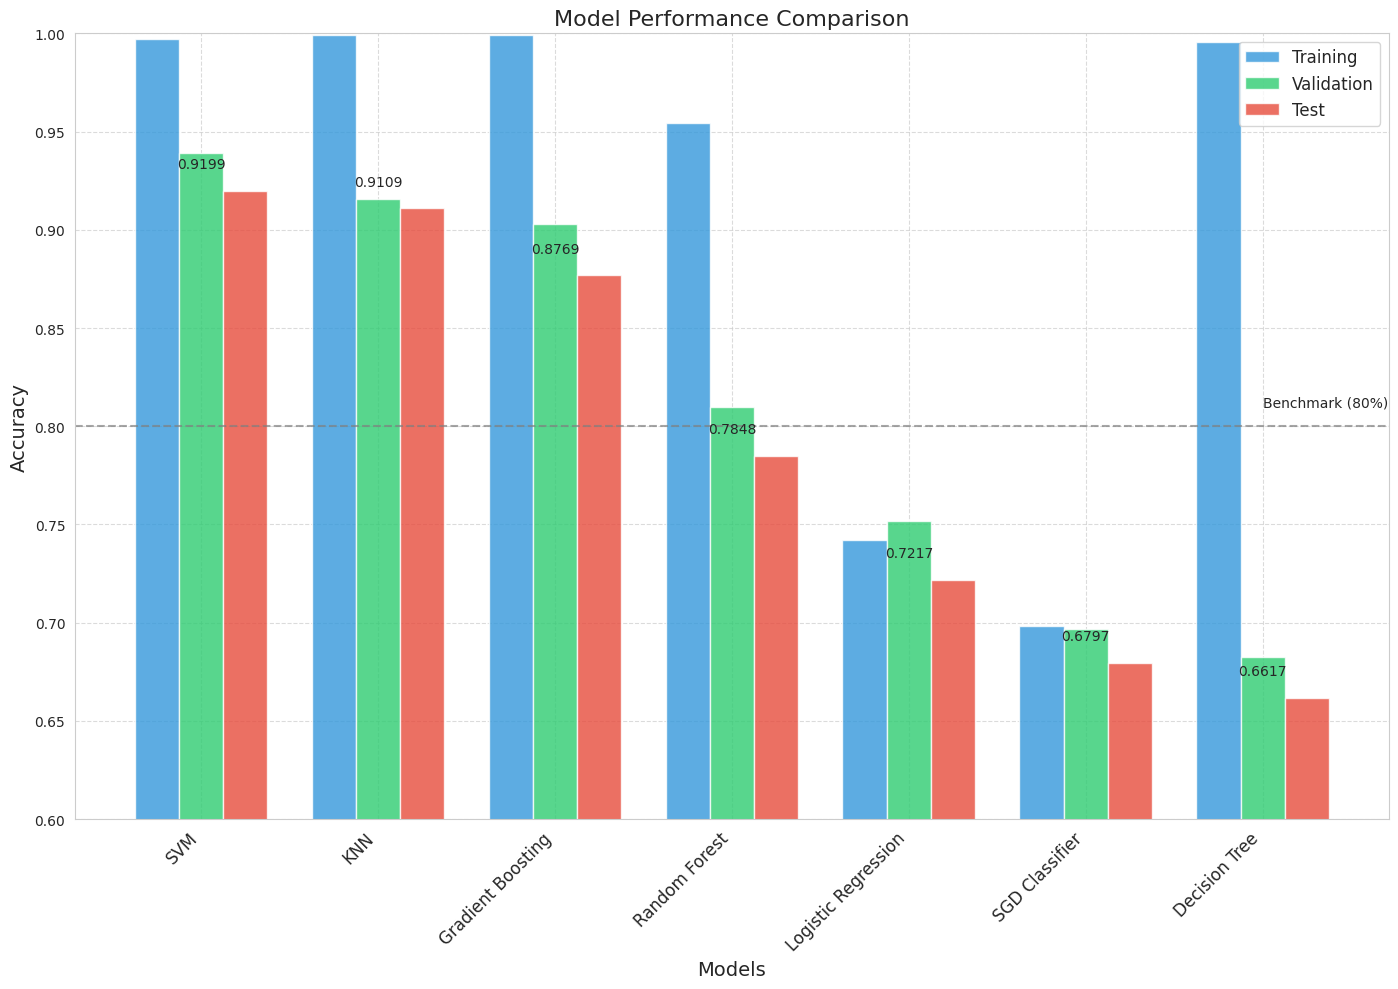 Model Performance Comparison
Training
Validation
Test
1.00
0.95
0.90
0.85
0.80
0.75
0.70
0.65
0.60
Accuracy
0.9199
0.9109
0.8769
0.7848
0.7217
0.6797
0.6617
Benchmark (80%)
SVM
KNN
Gradient Boosting
Random Forest
Logistic Regression
SGD Classifier
Decision Tree
Models